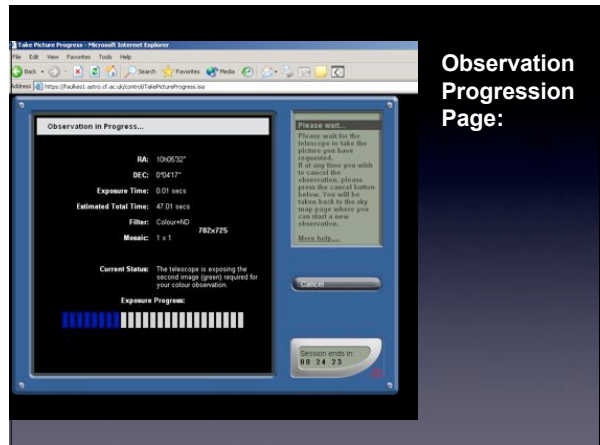 Take Picture Progress - Microsoft Internet Explorer
File Edit View Favorites Tools Help
Back Search Favorites Media
Address https://faulkes1.astro.cf.ac.uk/control/TakePictureProgress.isa
Observation in Progress...
RA: 10h06'32"
DEC: 0°04'17"
Exposure Time: 0.01 secs
Estimated Total Time: 47.01 secs
Filter: Colour+ND
782x725
Mosaic: 1 x 1
Current Status: The telescope is exposing the
second image (green) required for
your colour observation.
Exposure Progress:
Please wait...
Please wait for the
telescope to take the
picture you have
requested.
If at any time you wish
to cancel the
observation, please
press the cancel button
below. You will be
taken back to the sky
map page where you
can start a new
observation.
More help....
Cancel
Session ends in:
00 24 23
Observation
Progression
Page: